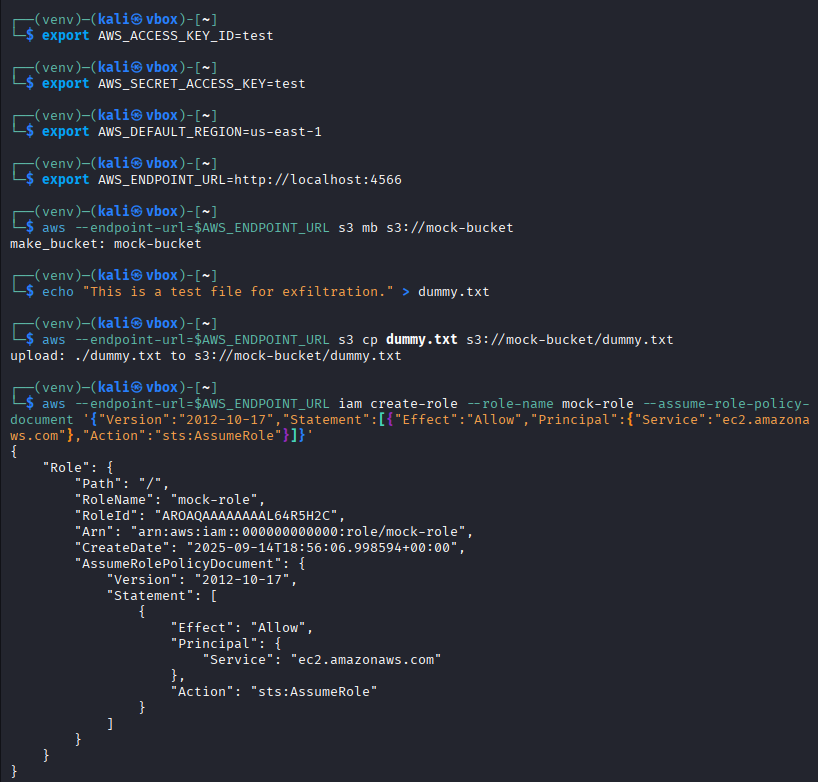 ┌──(venv)─(kali㉿vbox)-[~]
└─$ export AWS_ACCESS_KEY_ID=test

┌──(venv)─(kali㉿vbox)-[~]
└─$ export AWS_SECRET_ACCESS_KEY=test

┌──(venv)─(kali㉿vbox)-[~]
└─$ export AWS_DEFAULT_REGION=us-east-1

┌──(venv)─(kali㉿vbox)-[~]
└─$ export AWS_ENDPOINT_URL=http://localhost:4566

┌──(venv)─(kali㉿vbox)-[~]
└─$ aws --endpoint-url=$AWS_ENDPOINT_URL s3 mb s3://mock-bucket
make_bucket: mock-bucket

┌──(venv)─(kali㉿vbox)-[~]
└─$ echo "This is a test file for exfiltration." > dummy.txt

┌──(venv)─(kali㉿vbox)-[~]
└─$ aws --endpoint-url=$AWS_ENDPOINT_URL s3 cp dummy.txt s3://mock-bucket/dummy.txt
upload: ./dummy.txt to s3://mock-bucket/dummy.txt

┌──(venv)─(kali㉿vbox)-[~]
└─$ aws --endpoint-url=$AWS_ENDPOINT_URL iam create-role --role-name mock-role --assume-role-policy-
document '{"Version":"2012-10-17","Statement":[{"Effect":"Allow","Principal":{"Service":"ec2.amazona
ws.com"},"Action":"sts:AssumeRole"}]}'
{
    "Role": {
        "Path": "/",
        "RoleName": "mock-role",
        "RoleId": "AROAQAAAAAAAL64R5H2C",
        "Arn": "arn:aws:iam::000000000000:role/mock-role",
        "CreateDate": "2025-09-14T18:56:06.998594+00:00",
        "AssumeRolePolicyDocument": {
            "Version": "2012-10-17",
            "Statement": [
                {
                    "Effect": "Allow",
                    "Principal": {
                        "Service": "ec2.amazonaws.com"
                    },
                    "Action": "sts:AssumeRole"
                }
            ]
        }
    }
}